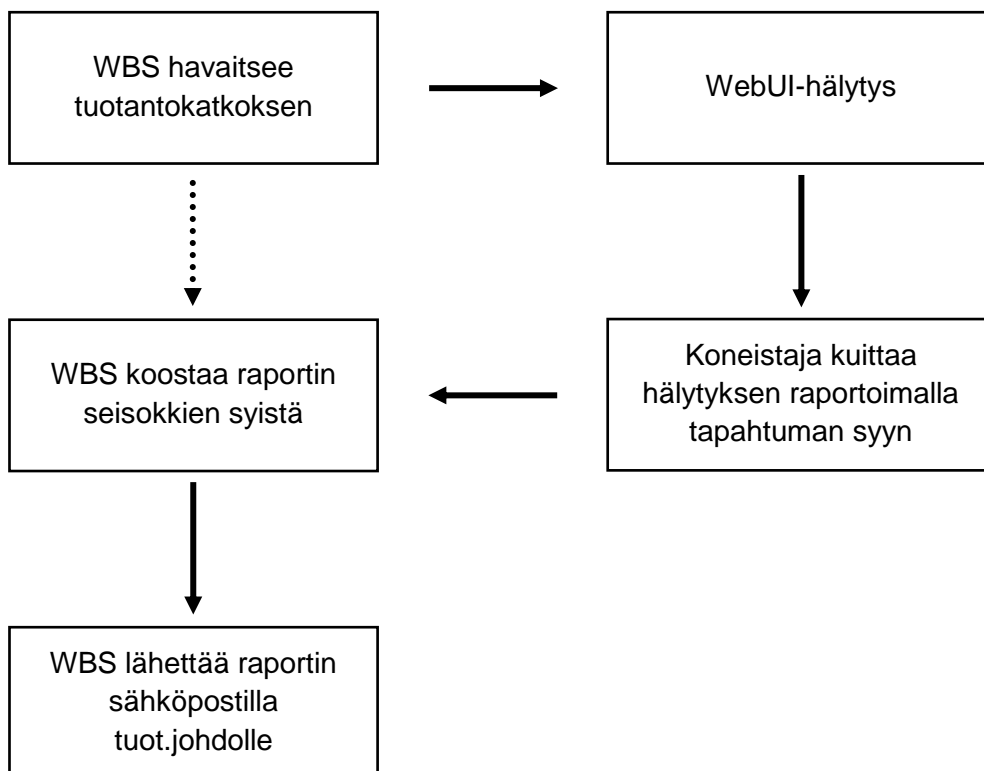 WBS havaitsee
tuotantokatkoksen
WebUI-hälytys
Koneistaja kuittaa
hälytyksen raportoimalla
tapahtuman syyn
WBS koostaa raportin
seisokkien syistä
WBS lähettää raportin
sähköpostilla
tuot.johdolle